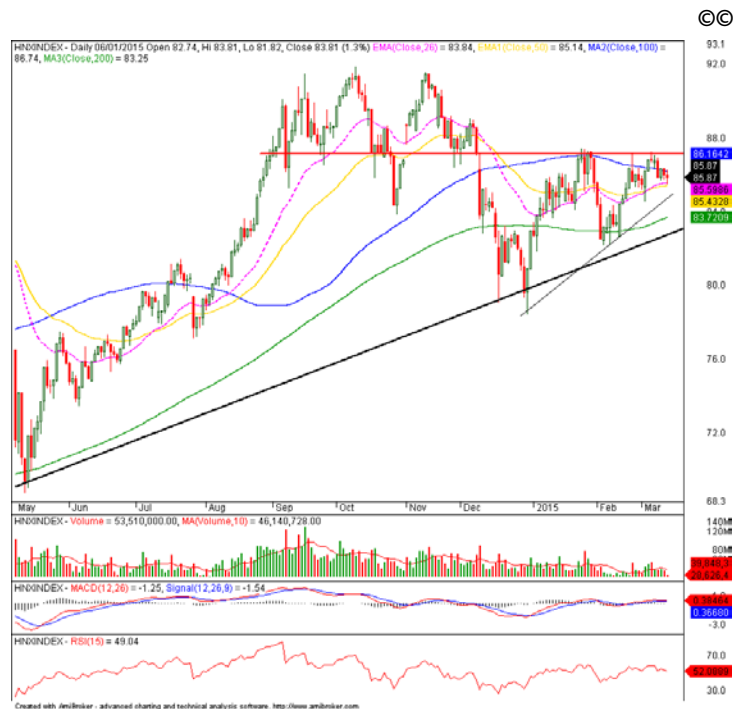 ©©
HNXINDEX - Daily 06/01/2015 Open 82.74, Hi 83.81, Lo 81.82, Close 83.81 (1.3%) EMA(Close,26) = 83.84, EMA1(Close,50) = 85.14, MA2(Close,100) =
86.74, MA3(Close,200) = 83.25
93.1
92.0
88.0
86.1642
85.87
85.87
85.5986
85.4328
83.7209
80.0
76.0
72.0
68.3
May Jun Jul Aug Sep Oct Nov Dec 2015 Feb Mar
HNXINDEX - Volume = 53,510,000.00, MA(Volume,10) = 46,140,728.00
HNXINDEX - MACD(12,26) = -1.25, Signal(12,26,9) = -1.54
0.38464
0.36680
-3.0
HNXINDEX - RSI(15) = 49.04
70.0
30.0
Created with AmiBroker - advanced charting and technical analysis software. http://www.amibroker.com